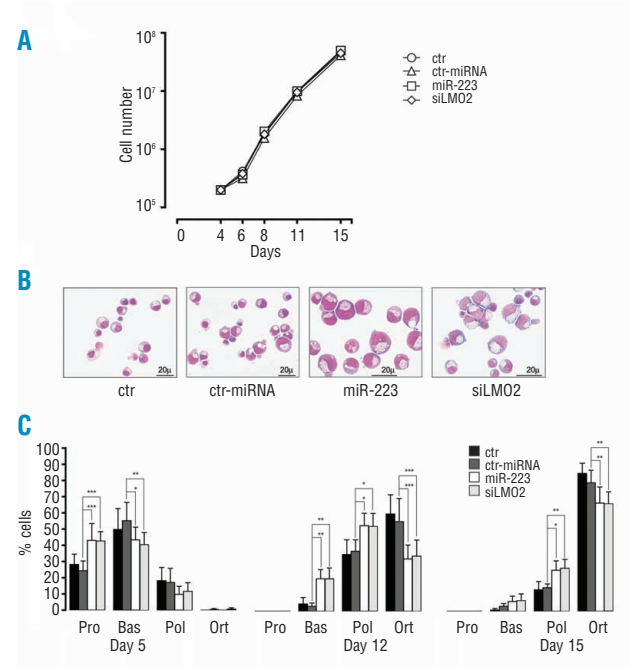 A
10⁸
10⁷
10⁶
10⁵
Cell number
0 4 6 8 11 15
Days
ctr
ctr-miRNA
miR-223
siLMO2
B
20µ 20µ 20µ 20µ
ctr ctr-miRNA miR-223 siLMO2
C
100
90
80
70
60
50
40
30
20
10
0
% cells
*** ***
** *
** **
* *
*** ***
** *
** **
ctr
ctr-miRNA
miR-223
siLMO2
Pro Bas Pol Ort Pro Bas Pol Ort Pro Bas Pol Ort
Day 5 Day 12 Day 15